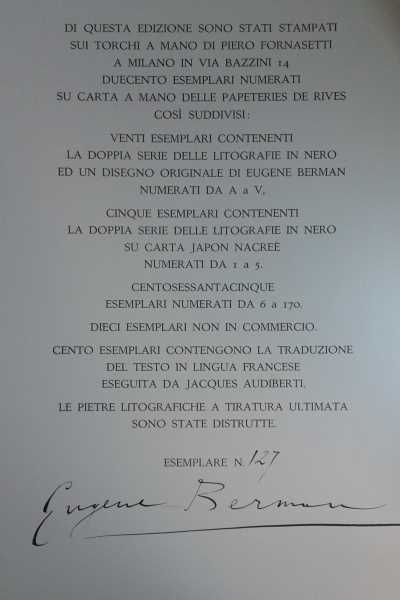 DI QUESTA EDIZIONE SONO STATI STAMPATI
SUI TORCHI A MANO DI PIERO FORNASETTI
A MILANO IN VIA BAZZINI 14
DUECENTO ESEMPLARI NUMERATI
SU CARTA A MANO DELLE PAPETERIES DE RIVES
COSÌ SUDDIVISI:
VENTI ESEMPLARI CONTENENTI
LA DOPPIA SERIE DELLE LITOGRAFIE IN NERO
ED UN DISEGNO ORIGINALE DI EUGENE BERMAN
NUMERATI DA A a V,
CINQUE ESEMPLARI CONTENENTI
LA DOPPIA SERIE DELLE LITOGRAFIE IN NERO
SU CARTA JAPON NACREÈ
NUMERATI DA 1 a 5.
CENTOSESSANTACINQUE
ESEMPLARI NUMERATI DA 6 a 170.
DIECI ESEMPLARI NON IN COMMERCIO.
CENTO ESEMPLARI CONTENGONO LA TRADUZIONE
DEL TESTO IN LINGUA FRANCESE
ESEGUITA DA JACQUES AUDIBERTI.
LE PIETRE LITOGRAFICHE A TIRATURA ULTIMATA
SONO STATE DISTRUTTE.
ESEMPLARE N. 127
Eugene Berman